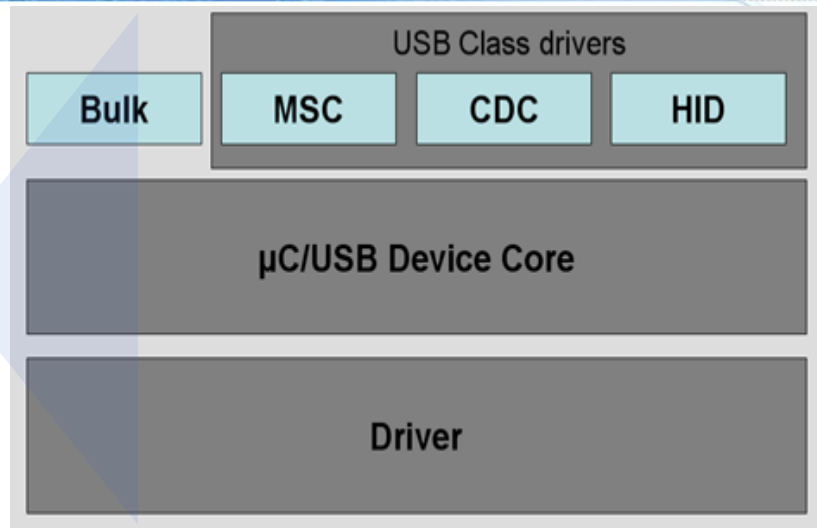 USB Class drivers
Bulk MSC CDC HID
µC/USB Device Core
Driver